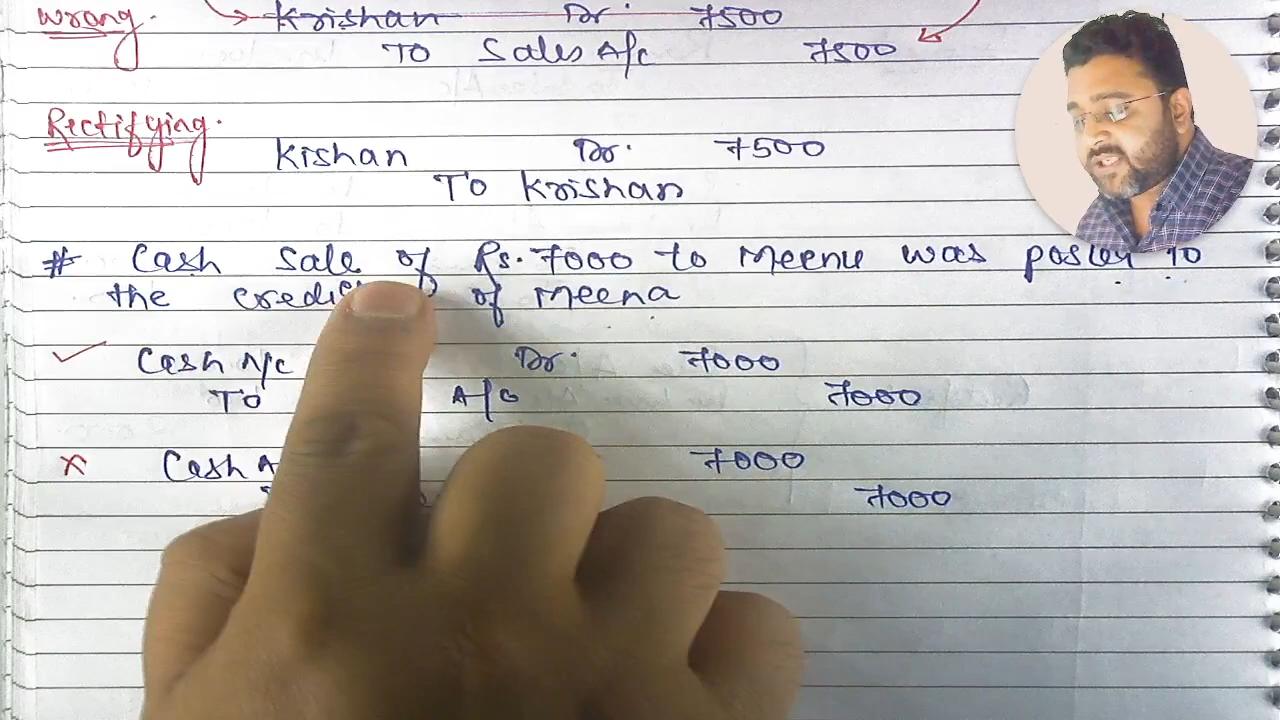 Wrong. Krishan Dr. 7500
To Sales A/c 7500
Rectifying.
Kishan Dr. 7500
To Krishan
# Cash Sale of Rs. 7000 to Meenu was to
the of Meena
✓ Cash A/c Dr. 7000
To A/c 7000
× Cash A 7000
7000